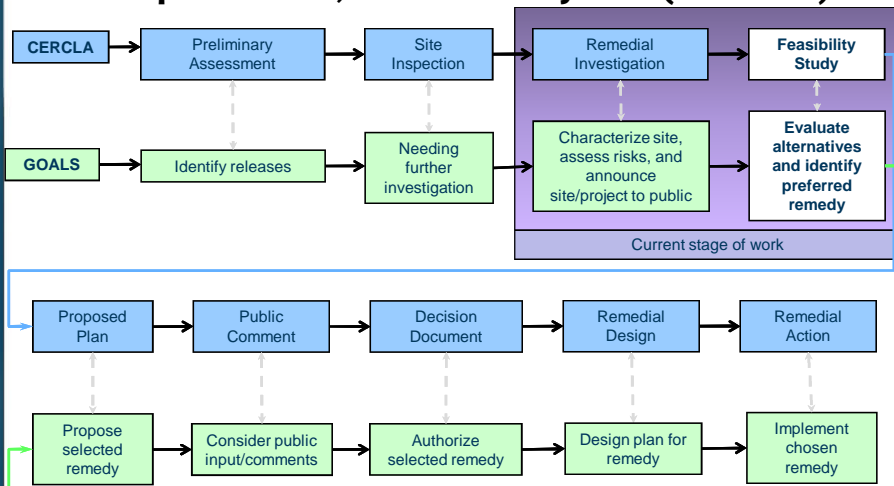 CERCLA
Preliminary
Assessment
Site
Inspection
Remedial
Investigation
Feasibility
Study
GOALS
Identify releases
Needing
further
investigation
Characterize site,
assess risks, and
announce
site/project to public
Evaluate
alternatives
and identify
preferred
remedy
Current stage of work
Proposed
Plan
Public
Comment
Decision
Document
Remedial
Design
Remedial
Action
Propose
selected
remedy
Consider public
input/comments
Authorize
selected remedy
Design plan for
remedy
Implement
chosen
remedy